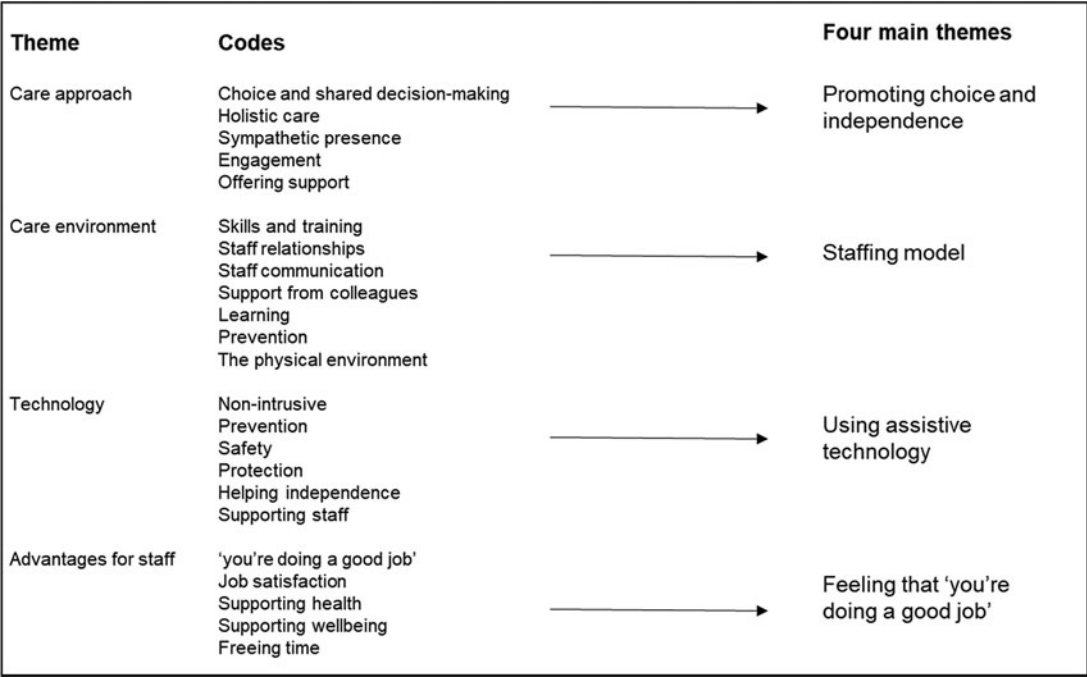 Theme Codes Four main themes
Care approach Choice and shared decision-making Promoting choice and
Holistic care independence
Sympathetic presence
Engagement
Offering support
Care environment Skills and training
Staff relationships Staffing model
Staff communication
Support from colleagues
Learning
Prevention
The physical environment
Technology Non-intrusive
Prevention Using assistive
Safety technology
Protection
Helping independence
Supporting staff
Advantages for staff 'you're doing a good job'
Job satisfaction Feeling that 'you're
Supporting health doing a good job'
Supporting wellbeing
Freeing time